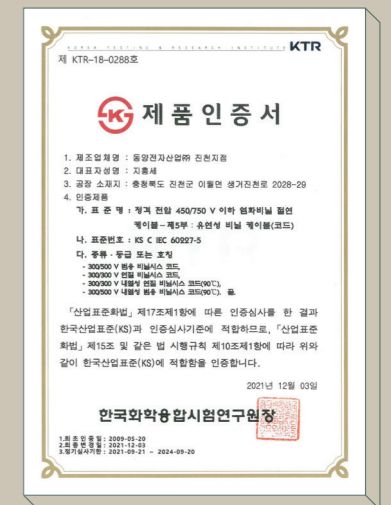 KOREA TESTING & RESEARCH INSTITUTE KTR
제 KTR-18-0288호
제품인증서
1. 제조업체명 : 동양전자산업㈜ 진천지점
2. 대표자성명 : 지홍세
3. 공장 소재지 : 충청북도 진천군 이월면 생거진천로 2028-29
4. 인증제품
가. 표 준 명 : 정격 전압 450/750 V 이하 염화비닐 절연
케이블-제5부 : 유연성 비닐 케이블(코드)
나. 표준번호 : KS C IEC 60227-5
다. 종류·등급 또는 호칭
- 300/500 V 범용 비닐시스 코드,
- 300/300 V 연질 비닐시스 코드,
- 300/300 V 내열성 연질 비닐시스 코드(90℃),
- 300/500 V 내열성 범용 비닐시스 코드(90℃). 끝.
「산업표준화법」제17조제1항에 따른 인증심사를 한 결과
한국산업표준(KS)과 인증심사기준에 적합하므로,「산업표준
화법」제15조 및 같은 법 시행규칙 제10조제1항에 따라 위와
같이 한국산업표준(KS)에 적합함을 인증합니다.
2021년 12월 03일
한국화학융합시험연구원장
1.최초인증일: 2009-05-20
2.최종변경일: 2021-12-03
3.정기심사기한: 2021-09-21 ~ 2024-09-20